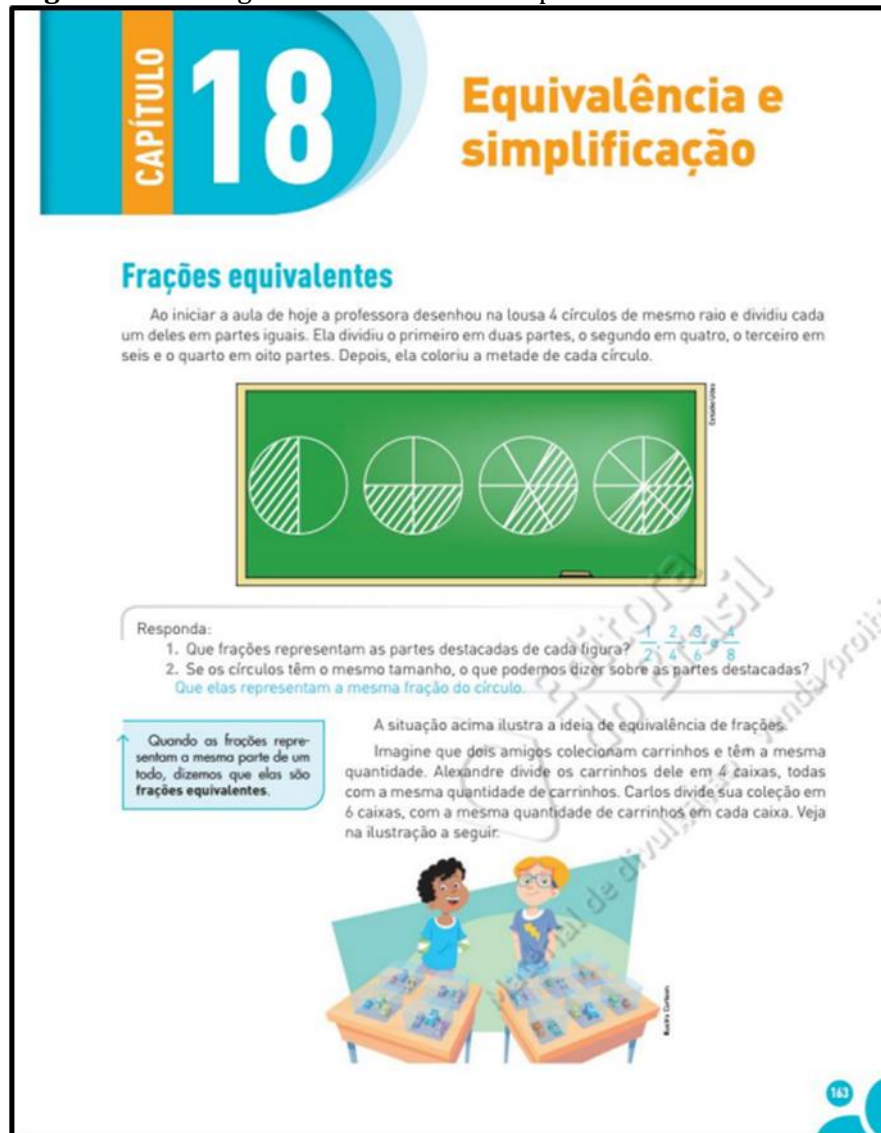 CAPÍTULO
18
Equivalência e
simplificação
Frações equivalentes
Ao iniciar a aula de hoje a professora desenhou na lousa 4 círculos de mesmo raio e dividiu cada
um deles em partes iguais. Ela dividiu o primeiro em duas partes, o segundo em quatro, o terceiro em
seis e o quarto em oito partes. Depois, ela coloriu a metade de cada círculo.
Responda:
1. Que frações representam as partes destacadas de cada figura? 1/2, 2/4, 3/6 e 4/8
2. Se os círculos têm o mesmo tamanho, o que podemos dizer sobre as partes destacadas?
Que elas representam a mesma fração do círculo.
Quando as frações repre-
sentam a mesma parte de um
todo, dizemos que elas são
frações equivalentes.
A situação acima ilustra a ideia de equivalência de frações.
Imagine que dois amigos colecionam carrinhos e têm a mesma
quantidade. Alexandre divide os carrinhos dele em 4 caixas, todas
com a mesma quantidade de carrinhos. Carlos divide sua coleção em
6 caixas, com a mesma quantidade de carrinhos em cada caixa. Veja
na ilustração a seguir.
Editora
do Brasil
Material de divulgação
163